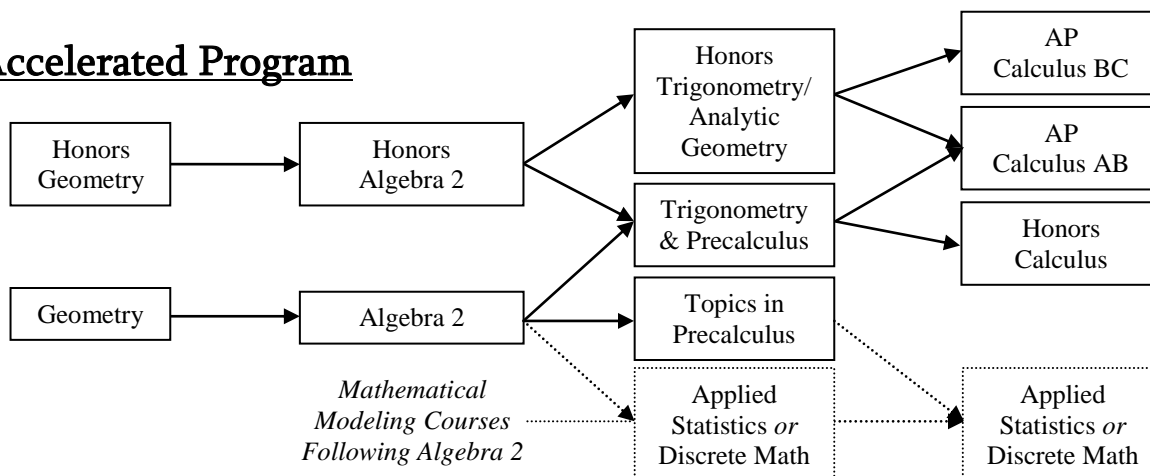 Accelerated Program
Honors
Geometry
Honors
Algebra 2
Honors
Trigonometry/
Analytic
Geometry
AP
Calculus BC
AP
Calculus AB
Trigonometry
& Precalculus
Honors
Calculus
Geometry
Algebra 2
Topics in
Precalculus
Mathematical
Modeling Courses
Following Algebra 2
Applied
Statistics or
Discrete Math
Applied
Statistics or
Discrete Math